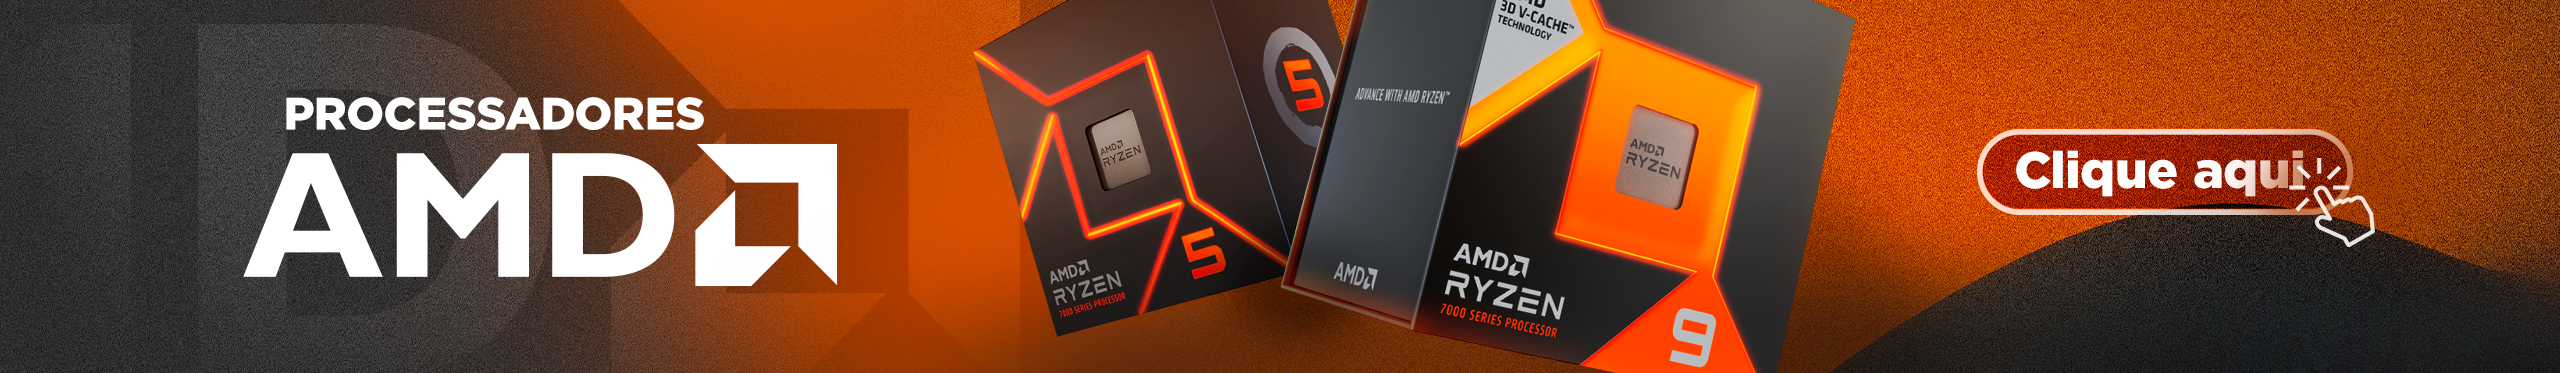 PROCESSADORES
AMD
5
AMD
RYZEN
AMD
RYZEN
7000 SERIES PROCESSOR
5
3D V-CACHE™
TECHNOLOGY
ADVANCE WITH AMD RYZEN™
AMD
AMD
RYZEN
AMD
RYZEN
7000 SERIES PROCESSOR
9
Clique aqui